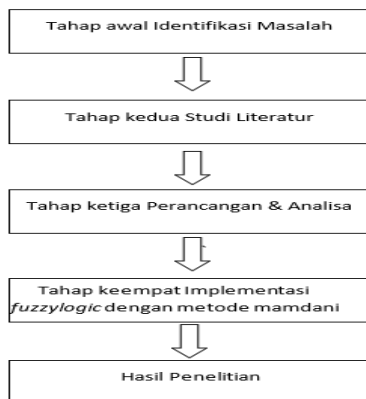 Tahap awal Identifikasi Masalah
Tahap kedua Studi Literatur
Tahap ketiga Perancangan & Analisa
Tahap keempat Implementasi
fuzzylogic dengan metode mamdani
Hasil Penelitian